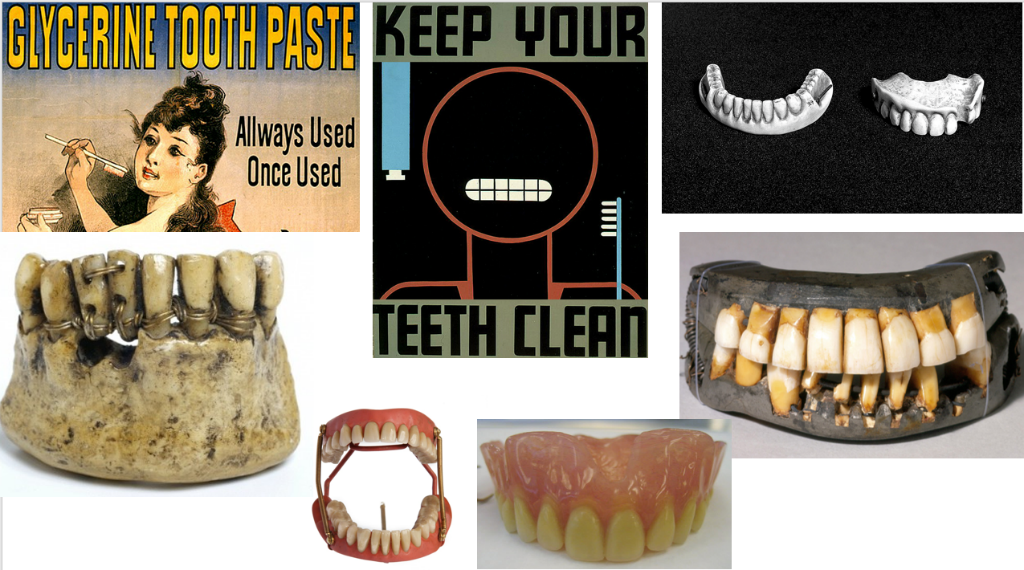 GLYCERINE TOOTH PASTE
Allways Used
Once Used
KEEP YOUR
TEETH CLEAN